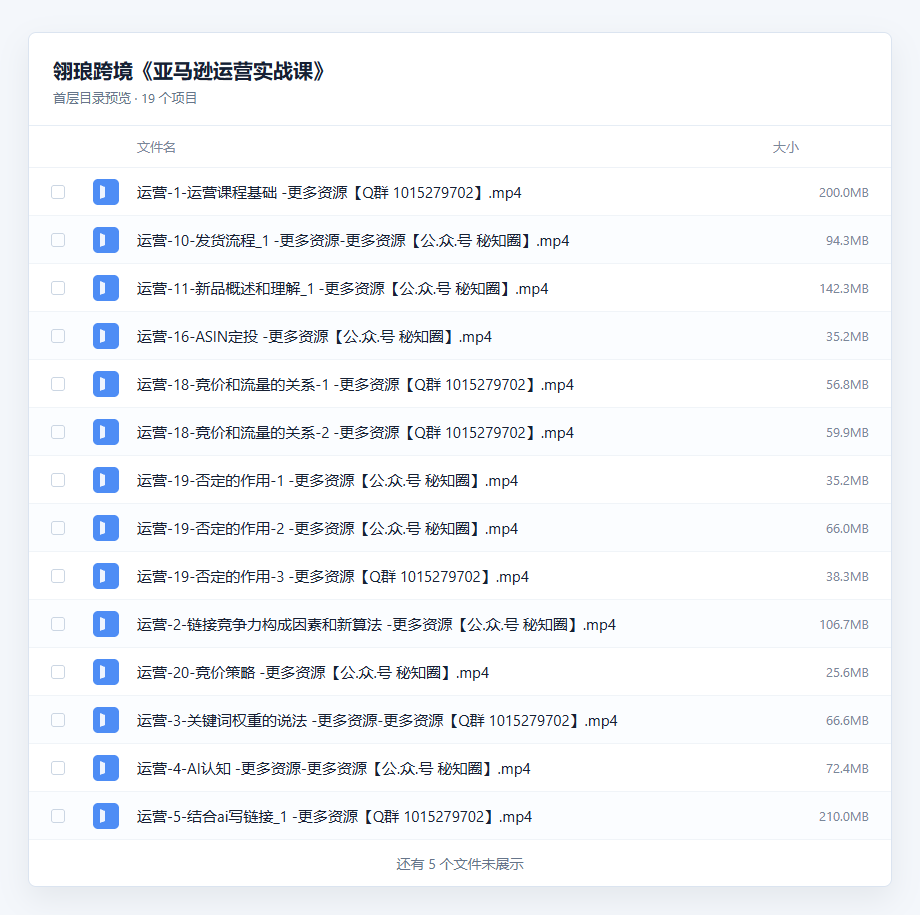 翎琅跨境《亚马逊运营实战课》
首层目录预览 · 19 个项目
文件名 大小
运营-1-运营课程基础 -更多资源【Q群 1015279702】.mp4 200.0MB
运营-10-发货流程_1 -更多资源-更多资源【公.众.号 秘知圈】.mp4 94.3MB
运营-11-新品概述和理解_1 -更多资源【公.众.号 秘知圈】.mp4 142.3MB
运营-16-ASIN定投 -更多资源【公.众.号 秘知圈】.mp4 35.2MB
运营-18-竞价和流量的关系-1 -更多资源【Q群 1015279702】.mp4 56.8MB
运营-18-竞价和流量的关系-2 -更多资源【Q群 1015279702】.mp4 59.9MB
运营-19-否定的作用-1 -更多资源【公.众.号 秘知圈】.mp4 35.2MB
运营-19-否定的作用-2 -更多资源【公.众.号 秘知圈】.mp4 66.0MB
运营-19-否定的作用-3 -更多资源【Q群 1015279702】.mp4 38.3MB
运营-2-链接竞争力构成因素和新算法 -更多资源【公.众.号 秘知圈】.mp4 106.7MB
运营-20-竞价策略 -更多资源【公.众.号 秘知圈】.mp4 25.6MB
运营-3-关键词权重的说法 -更多资源-更多资源【Q群 1015279702】.mp4 66.6MB
运营-4-AI认知 -更多资源-更多资源【公.众.号 秘知圈】.mp4 72.4MB
运营-5-结合ai写链接_1 -更多资源【Q群 1015279702】.mp4 210.0MB
还有 5 个文件未展示